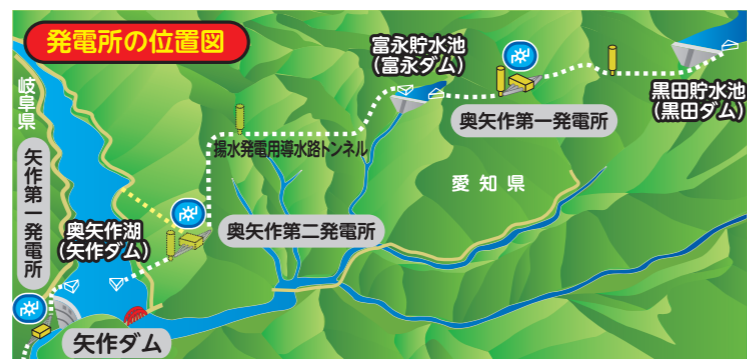 発電所の位置図
岐阜県
矢作第一発電所
奥矢作湖
(矢作ダム)
矢作ダム
揚水発電用導水路トンネル
奥矢作第二発電所
富永貯水池
(富永ダム)
奥矢作第一発電所
愛知県
黒田貯水池
(黒田ダム)